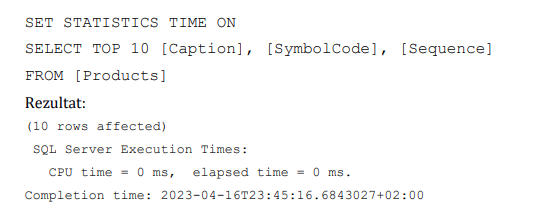 SET STATISTICS TIME ON
SELECT TOP 10 [Caption], [SymbolCode], [Sequence]
FROM [Products]
Rezultat:
(10 rows affected)
SQL Server Execution Times:
CPU time = 0 ms,  elapsed time = 0 ms.
Completion time: 2023-04-16T23:45:16.6843027+02:00